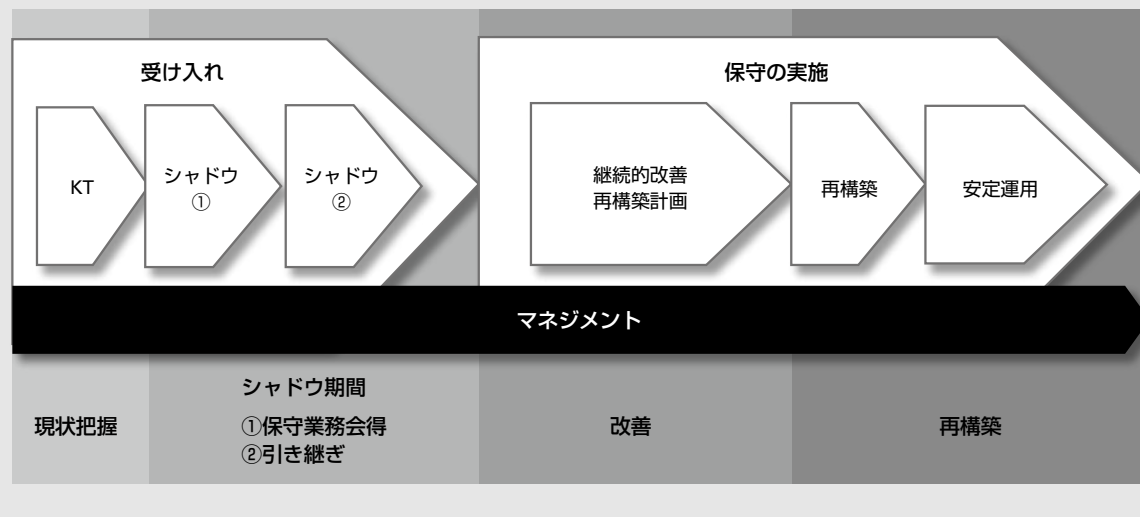 受け入れ
保守の実施
KT
シャドウ
①
シャドウ
②
継続的改善
再構築計画
再構築
安定運用
マネジメント
現状把握
シャドウ期間
①保守業務会得
②引き継ぎ
改善
再構築